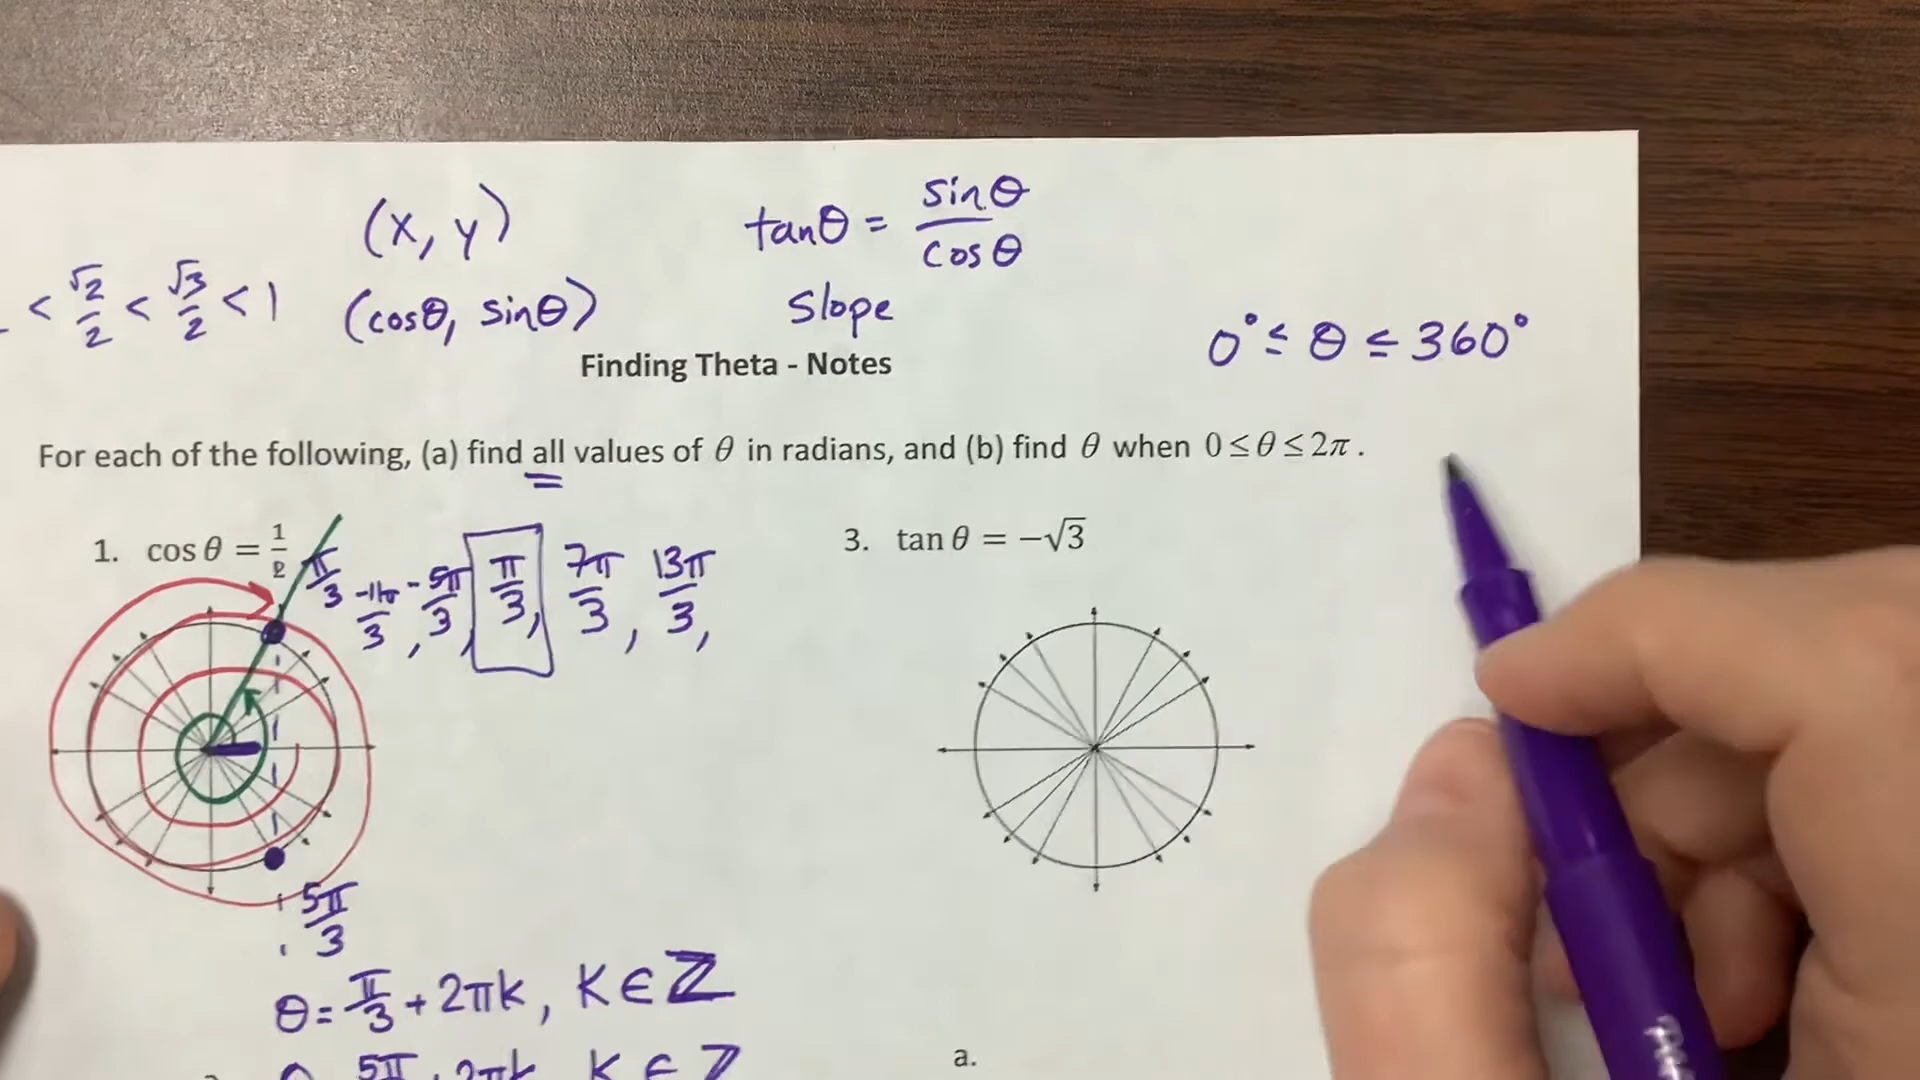 < √2/2 < √3/2 < 1
(x, y)
(cosθ, sinθ)
tanθ = sinθ/cosθ
Slope
0° ≤ θ ≤ 360°
Finding Theta - Notes
For each of the following, (a) find all values of θ in radians, and (b) find θ when 0 ≤ θ ≤ 2π .
1. cos θ = 1/2
π/3
-11π/3, -5π/3, π/3, 7π/3, 13π/3,
5π/3
θ = π/3 + 2πk, K ∈ ℤ
5π 2πk K ∈ ℤ
3. tan θ = −√3
a.